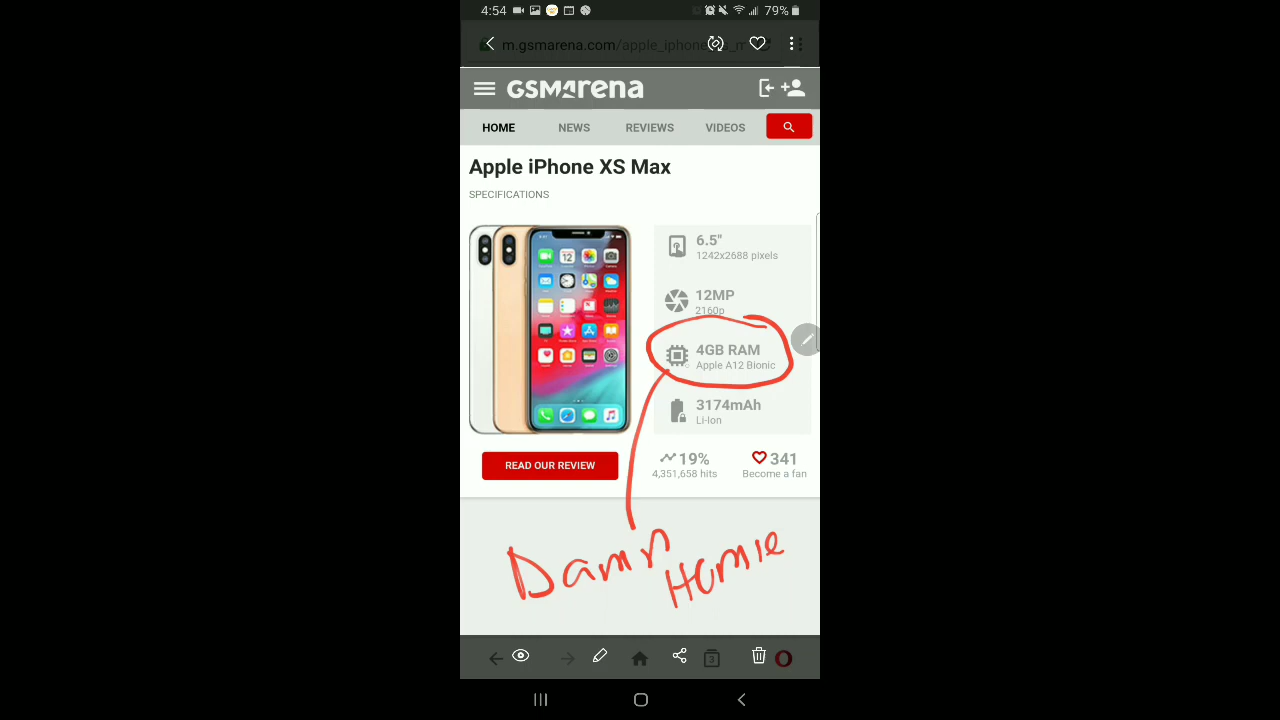 4:54 79%
m.gsmarena.com/apple_iphone
GSMArena
HOME NEWS REVIEWS VIDEOS
Apple iPhone XS Max
SPECIFICATIONS
6.5"
1242x2688 pixels
12MP
2160p
4GB RAM
Apple A12 Bionic
3174mAh
Li-Ion
READ OUR REVIEW
19%
4,351,658 hits
341
Become a fan
Damn
Homie
3